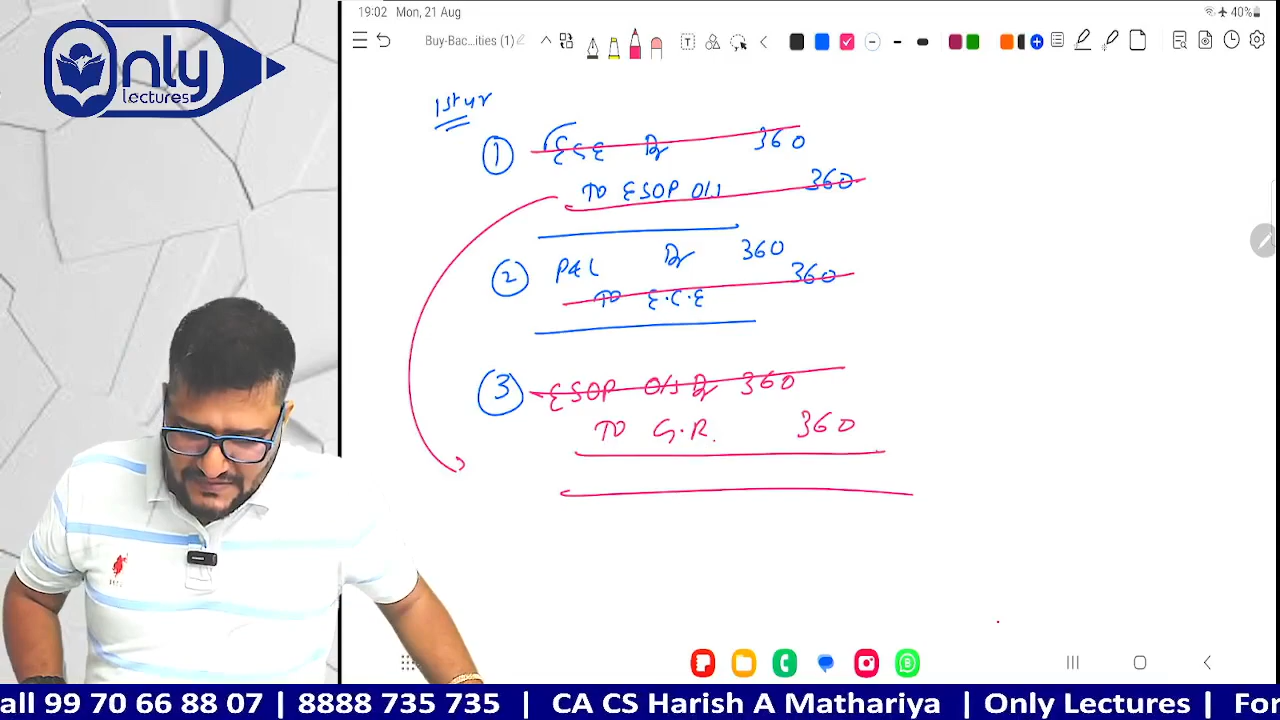 19:02 Mon, 21 Aug
40%
Buy-Bac...ities (1)
Only
lectures
1st yr
① ECE Dr 360
To ESOP O/s 360
② P&L Dr 360
To E.C.E 360
③ ESOP O/s Dr 360
To G.R. 360
all 99 70 66 88 07 | 8888 735 735 | CA CS Harish A Mathariya | Only Lectures | For